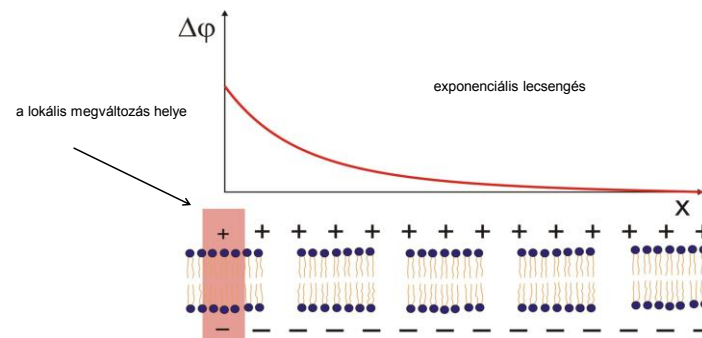 Δφ
exponenciális lecsengés
a lokális megváltozás helye
x
+ + + + + + + + + + + + + +
− − − − − − − − − − − − −